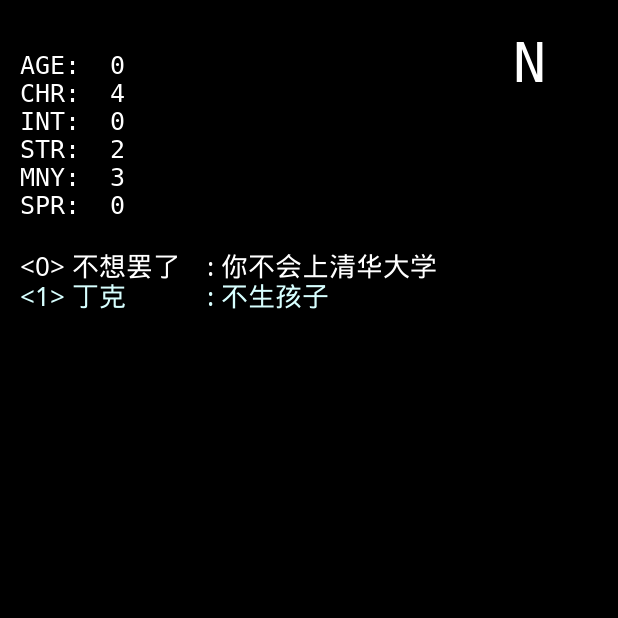 N
AGE: 0
CHR: 4
INT: 0
STR: 2
MNY: 3
SPR: 0
<0> 不想罢了 : 你不会上清华大学
<1> 丁克 : 不生孩子